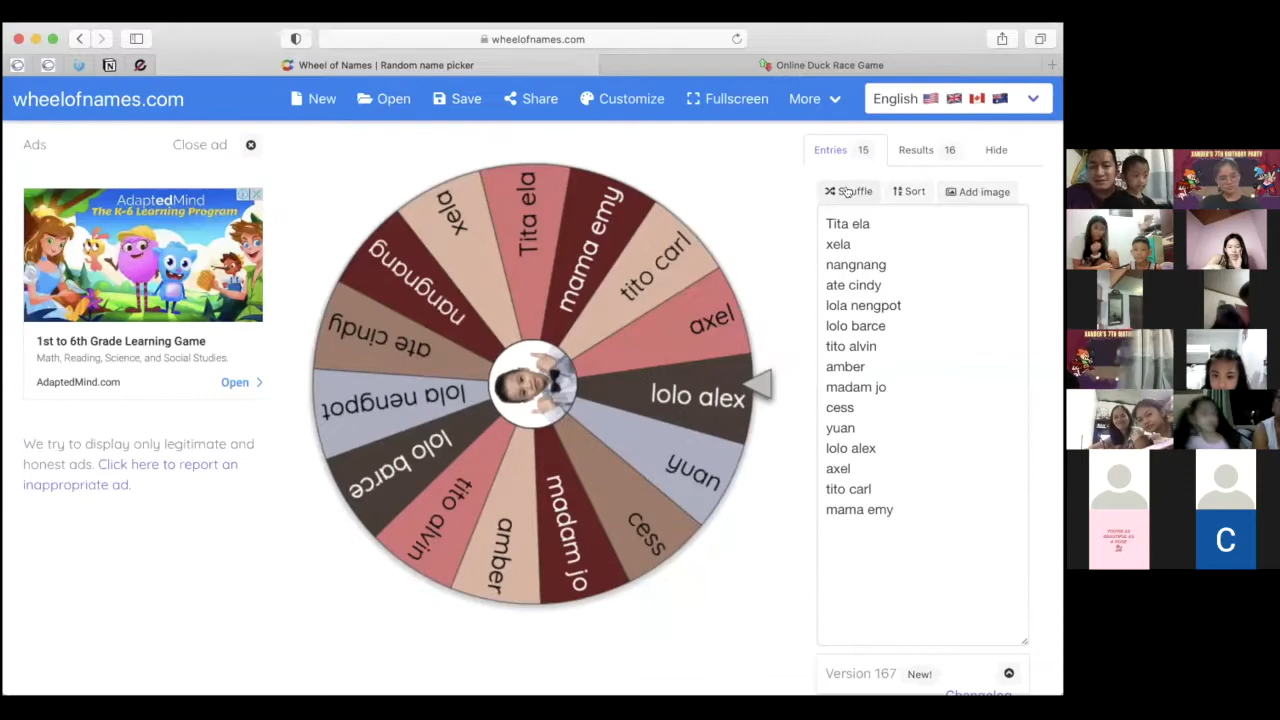 wheelofnames.com
Wheel of Names | Random name picker
Online Duck Race Game
wheelofnames.com
New
Open
Save
Share
Customize
Fullscreen
More
English
Ads
Close ad
AdaptedMind
The K-6 Learning Program
1st to 6th Grade Learning Game
Math, Reading, Science, and Social Studies.
AdaptedMind.com
Open
We try to display only legitimate and
honest ads. Click here to report an
inappropriate ad.
Tita ela
mama emy
tito carl
axel
lolo alex
yuan
cess
madam jo
amber
tito alvin
lolo barce
lola nengpot
ate cindy
nangnang
xela
Entries 15
Results 16
Hide
Shuffle
Sort
Add image
Tita ela
xela
nangnang
ate cindy
lola nengpot
lolo barce
tito alvin
amber
madam jo
cess
yuan
lolo alex
axel
tito carl
mama emy
Version 167
New!
Changelog
XANDER'S 7TH BIRTHDAY PARTY
C